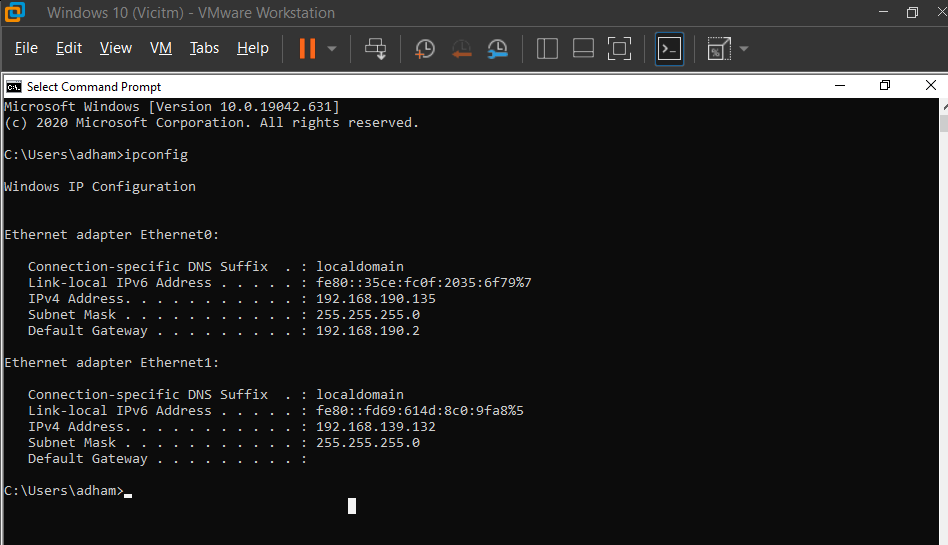 Windows 10 (Vicitm) - VMware Workstation
File Edit View VM Tabs Help
Select Command Prompt
Microsoft Windows [Version 10.0.19042.631]
(c) 2020 Microsoft Corporation. All rights reserved.
C:\Users\adham>ipconfig
Windows IP Configuration
Ethernet adapter Ethernet0:
Connection-specific DNS Suffix  . : localdomain
Link-local IPv6 Address . . . . . : fe80::35ce:fc0f:2035:6f79%7
IPv4 Address. . . . . . . . . . . : 192.168.190.135
Subnet Mask . . . . . . . . . . . : 255.255.255.0
Default Gateway . . . . . . . . . : 192.168.190.2
Ethernet adapter Ethernet1:
Connection-specific DNS Suffix  . : localdomain
Link-local IPv6 Address . . . . . : fe80::fd69:614d:8c0:9fa8%5
IPv4 Address. . . . . . . . . . . : 192.168.139.132
Subnet Mask . . . . . . . . . . . : 255.255.255.0
Default Gateway . . . . . . . . . :
C:\Users\adham>